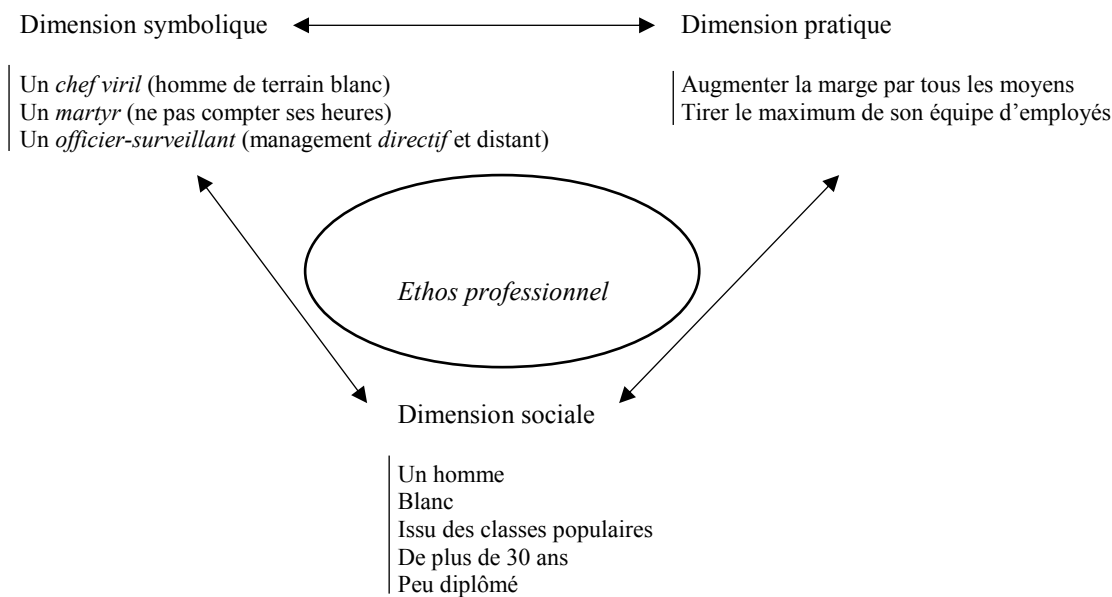 Dimension symbolique
Dimension pratique
Un chef viril (homme de terrain blanc)
Un martyr (ne pas compter ses heures)
Un officier-surveillant (management directif et distant)
Augmenter la marge par tous les moyens
Tirer le maximum de son équipe d’employés
Ethos professionnel
Dimension sociale
Un homme
Blanc
Issu des classes populaires
De plus de 30 ans
Peu diplômé